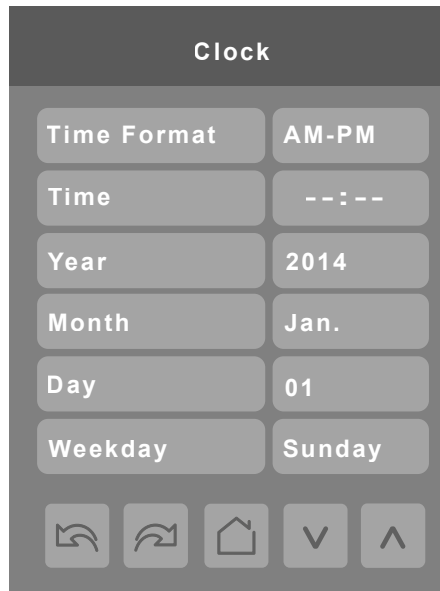 Clock
Time Format AM-PM
Time --:--
Year 2014
Month Jan.
Day 01
Weekday Sunday